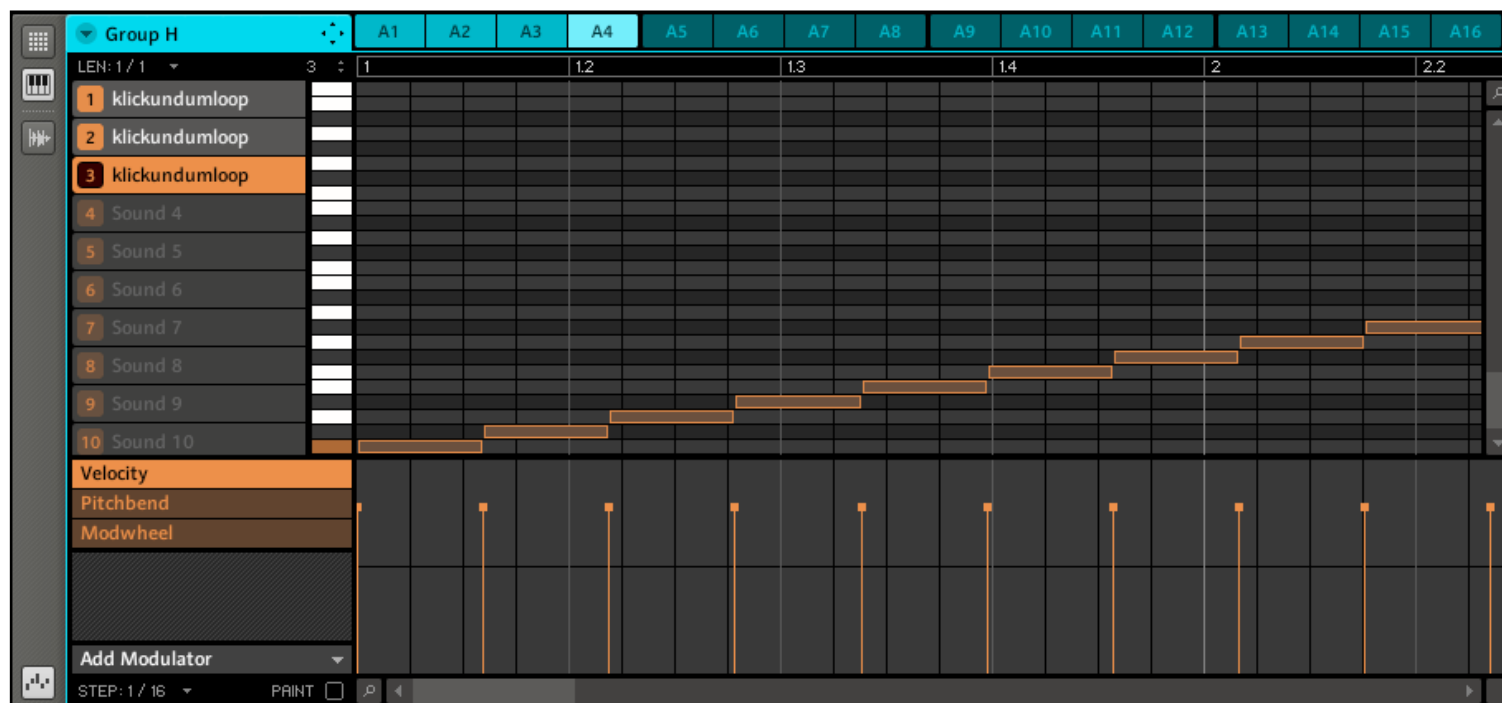 Group H A1 A2 A3 A4 A5 A6 A7 A8 A9 A10 A11 A12 A13 A14 A15 A16
LEN: 1 / 1 3 1 1.2 1.3 1.4 2 2.2
1 klickundumloop
2 klickundumloop
3 klickundumloop
4 Sound 4
5 Sound 5
6 Sound 6
7 Sound 7
8 Sound 8
9 Sound 9
10 Sound 10
Velocity
Pitchbend
Modwheel
Add Modulator
STEP: 1 / 16 PAINT